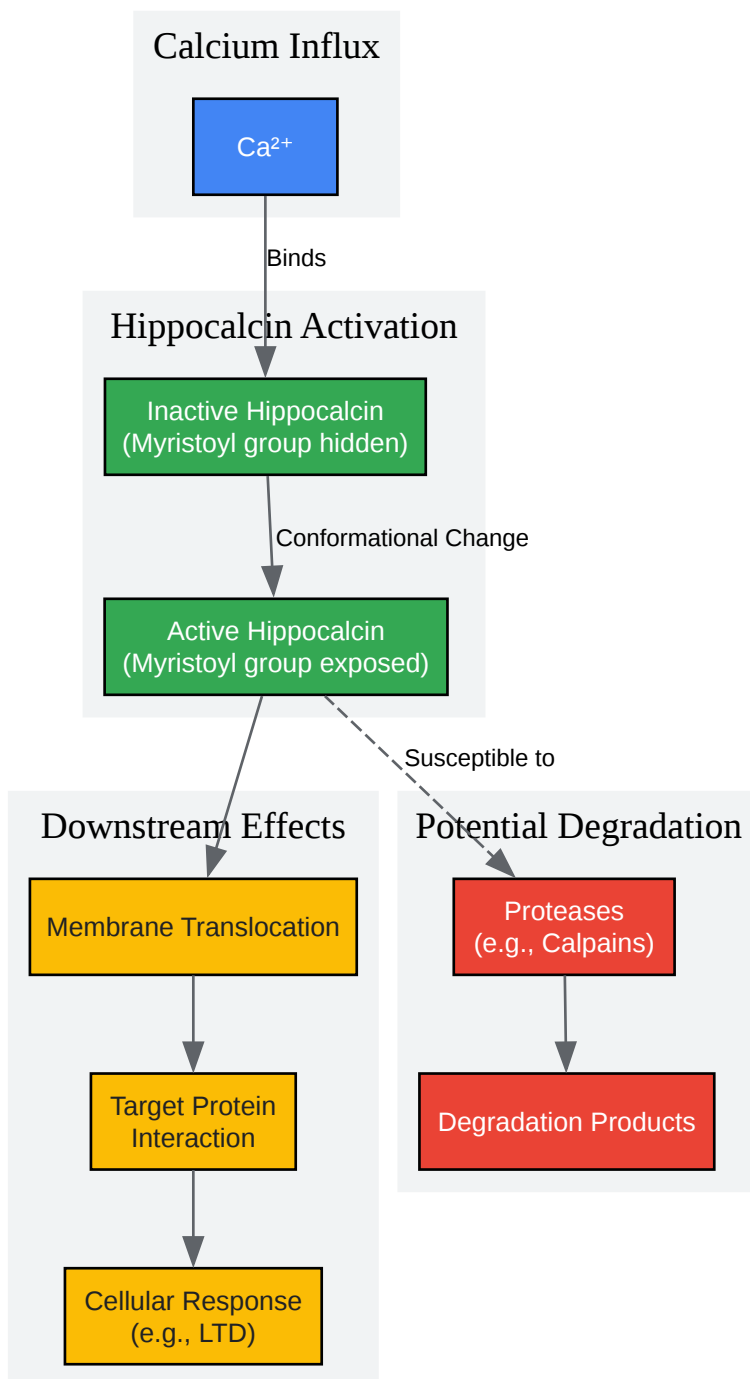 Calcium Influx
Ca²⁺
Binds
Hippocalcin Activation
Inactive Hippocalcin
(Myristoyl group hidden)
Conformational Change
Active Hippocalcin
(Myristoyl group exposed)
Susceptible to
Downstream Effects
Membrane Translocation
Target Protein
Interaction
Cellular Response
(e.g., LTD)
Potential Degradation
Proteases
(e.g., Calpains)
Degradation Products